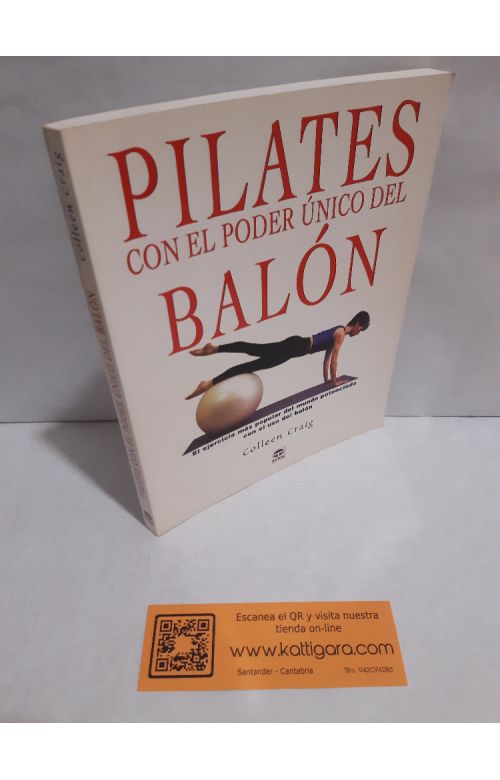 PILATES
CON EL PODER ÚNICO DEL
BALÓN
El ejercicio más popular del mundo potenciado
con el uso del balón
Colleen Craig
Colleen Craig
PILATES CON EL PODER ÚNICO DEL BALÓN
Escanea el QR y visita nuestra
tienda on-line
www.kattigara.com
Santander - Cantabria
Tlfn: 942074286